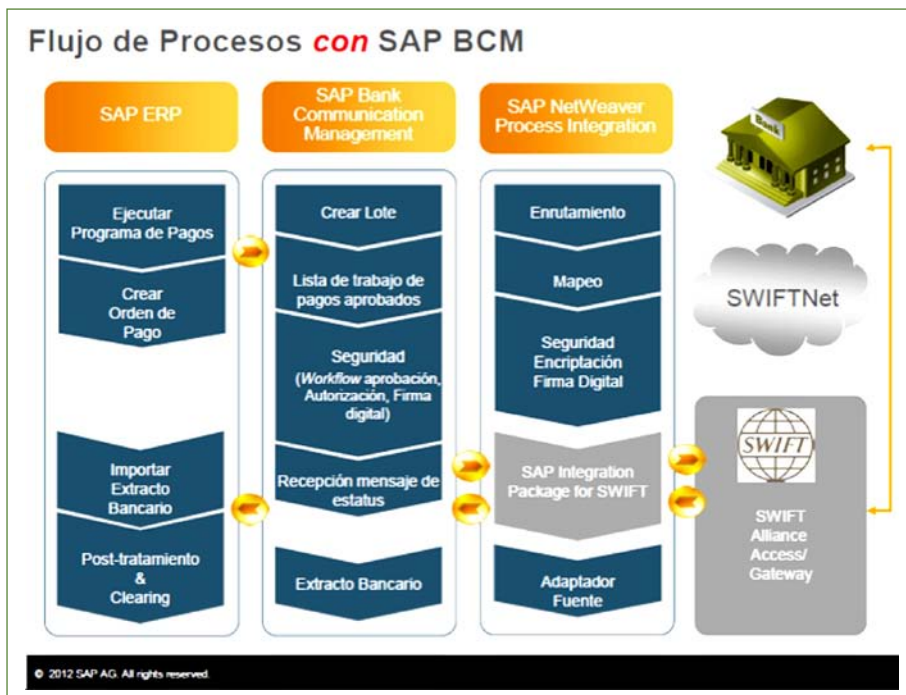 Flujo de Procesos con SAP BCM
SAP ERP
Ejecutar
Programa de Pagos
Crear
Orden de
Pago
Importar
Extracto
Bancario
Post-tratamiento
&
Clearing
SAP Bank
Communication
Management
Crear Lote
Lista de trabajo de
pagos aprobados
Seguridad
(Workflow aprobación,
Autorización, Firma
digital)
Recepción mensaje de
estatus
Extracto Bancario
SAP NetWeaver
Process Integration
Enrutamiento
Mapeo
Seguridad
Encriptación
Firma Digital
SAP Integration
Package for SWIFT
Adaptador
Fuente
Bank
SWIFTNet
SWIFT
SWIFT
Alliance
Access/
Gateway
© 2012 SAP AG. All rights reserved.